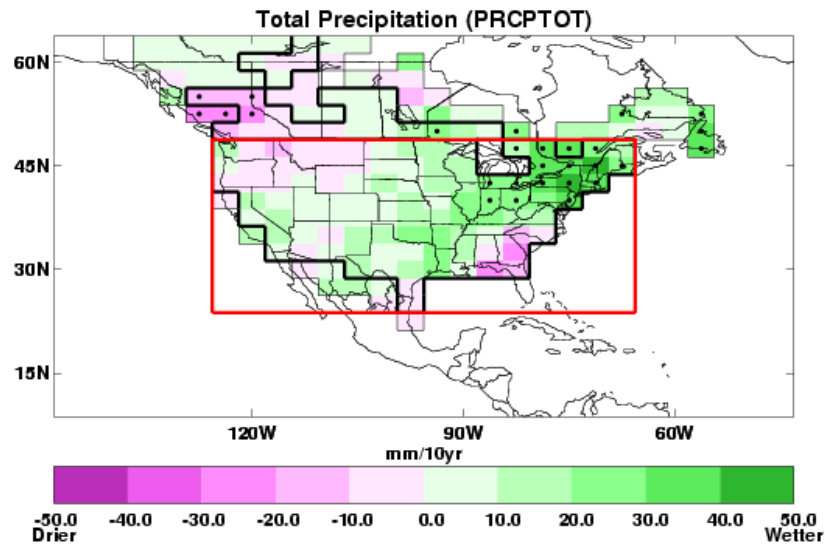 Total Precipitation (PRCPTOT)
60N
45N
30N
15N
120W 90W 60W
mm/10yr
-50.0 -40.0 -30.0 -20.0 -10.0 0.0 10.0 20.0 30.0 40.0 50.0
Drier Wetter